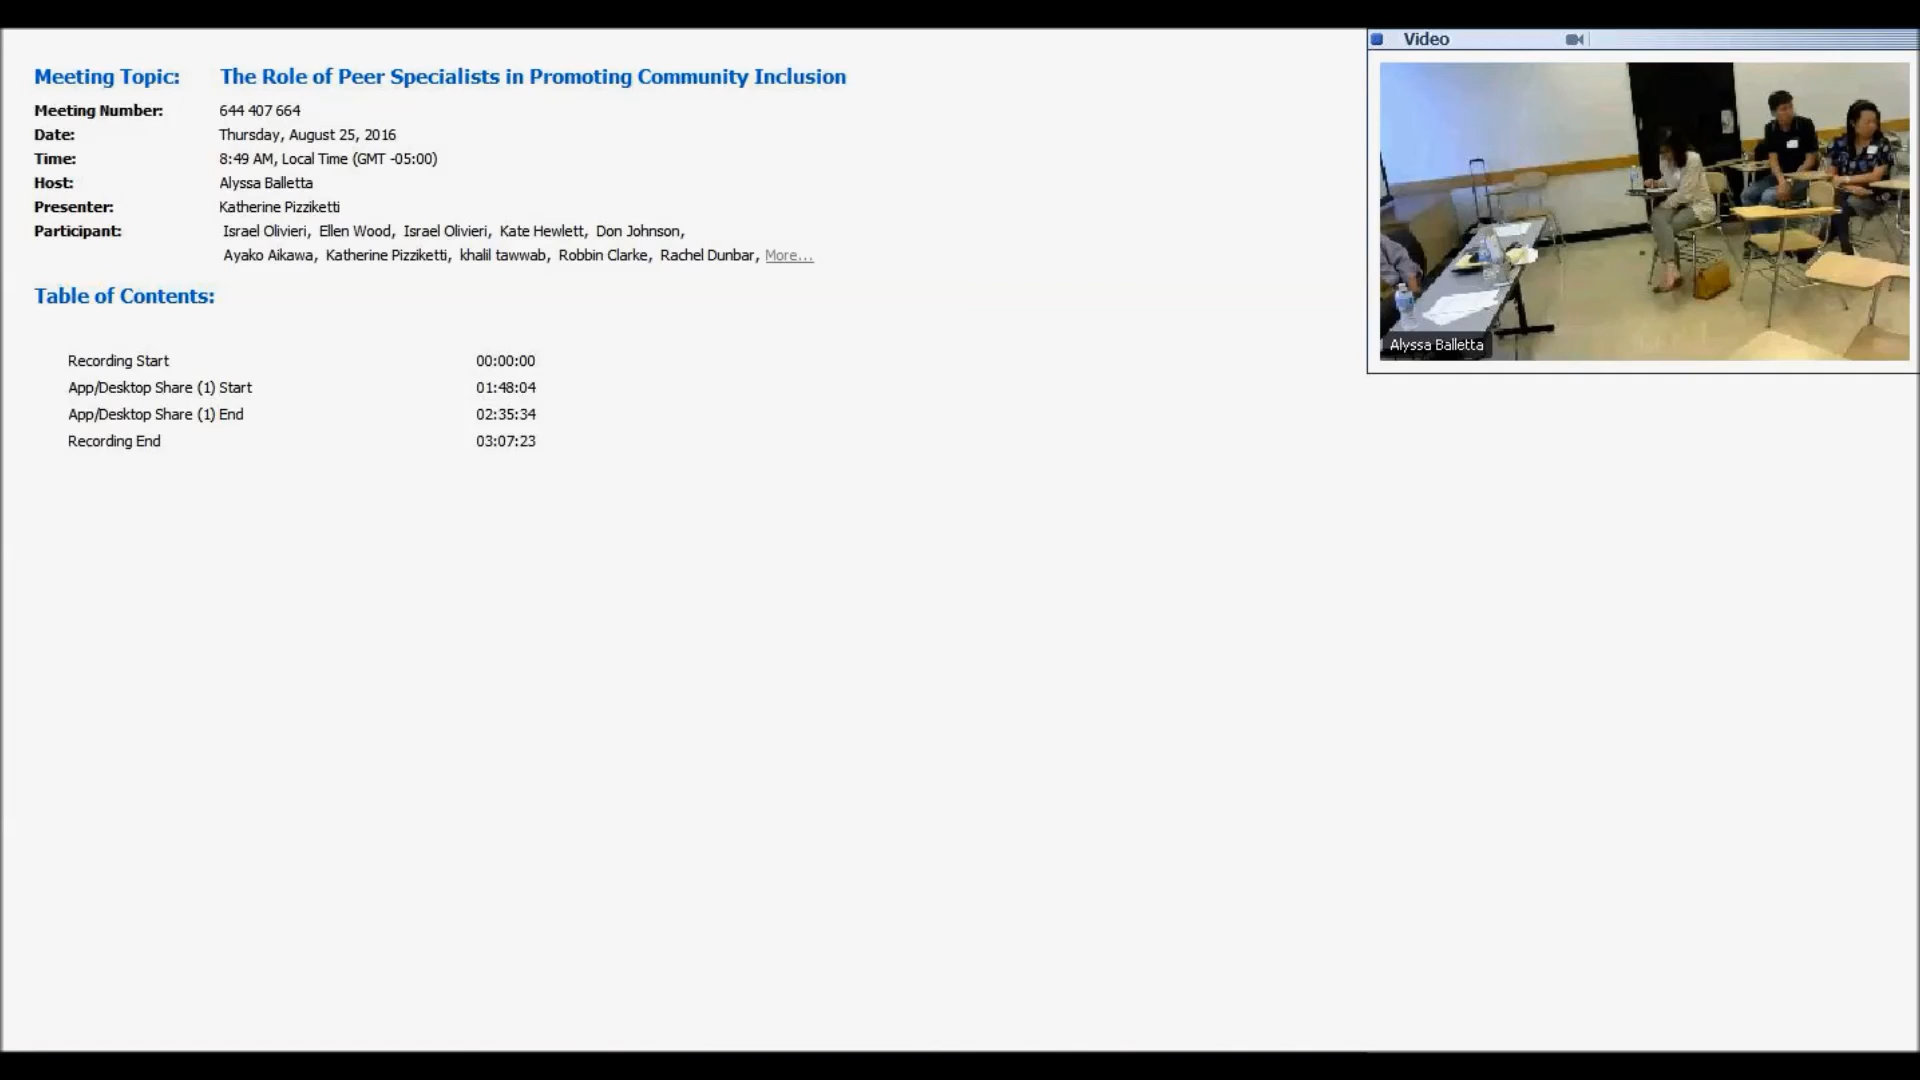 Meeting Topic: The Role of Peer Specialists in Promoting Community Inclusion
Meeting Number: 644 407 664
Date: Thursday, August 25, 2016
Time: 8:49 AM, Local Time (GMT -05:00)
Host: Alyssa Balletta
Presenter: Katherine Pizziketti
Participant: Israel Olivieri, Ellen Wood, Israel Olivieri, Kate Hewlett, Don Johnson,
Ayako Aikawa, Katherine Pizziketti, khalil tawwab, Robbin Clarke, Rachel Dunbar, More...
Table of Contents:
Recording Start 00:00:00
App/Desktop Share (1) Start 01:48:04
App/Desktop Share (1) End 02:35:34
Recording End 03:07:23
Video
Alyssa Balletta